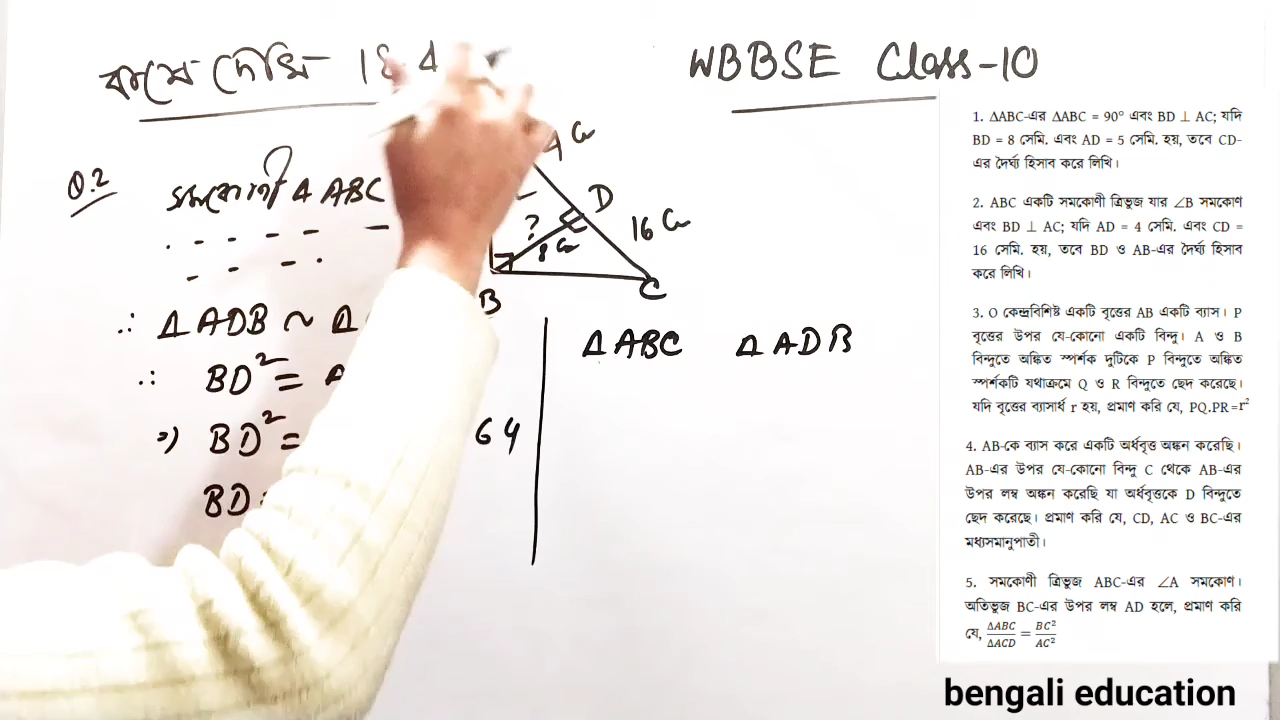 কষে দেখি- 18.4
WBBSE Class-10
Q.2 সমকোণী Δ ABC
4 cm
D
?
8 cm
16 cm
B
C
∴ Δ ADB ~ Δ
∴ BD² =
⇒ BD² = 64
BD
Δ ABC Δ ADB
1. ΔABC-এর ΔABC = 90° এবং BD ⊥ AC; যদি
BD = 8 সেমি. এবং AD = 5 সেমি. হয়, তবে CD-
এর দৈর্ঘ্য হিসাব করে লিখি।
2. ABC একটি সমকোণী ত্রিভুজ যার ∠B সমকোণ
এবং BD ⊥ AC; যদি AD = 4 সেমি. এবং CD =
16 সেমি. হয়, তবে BD ও AB-এর দৈর্ঘ্য হিসাব
করে লিখি।
3. O কেন্দ্রবিশিষ্ট একটি বৃত্তের AB একটি ব্যাস। P
বৃত্তের উপর যে-কোনো একটি বিন্দু। A ও B
বিন্দুতে অঙ্কিত স্পর্শক দুটিকে P বিন্দুতে অঙ্কিত
স্পর্শকটি যথাক্রমে Q ও R বিন্দুতে ছেদ করেছে।
যদি বৃত্তের ব্যাসার্ধ r হয়, প্রমাণ করি যে, PQ.PR=r²
4. AB-কে ব্যাস করে একটি অর্ধবৃত্ত অঙ্কন করেছি।
AB-এর উপর যে-কোনো বিন্দু C থেকে AB-এর
উপর লম্ব অঙ্কন করেছি যা অর্ধবৃত্তকে D বিন্দুতে
ছেদ করেছে। প্রমাণ করি যে, CD, AC ও BC-এর
মধ্যসমানুপাতী।
5. সমকোণী ত্রিভুজ ABC-এর ∠A সমকোণ।
অতিভুজ BC-এর উপর লম্ব AD হলে, প্রমাণ করি
যে, ΔABC/ΔACD = BC²/AC²
bengali education